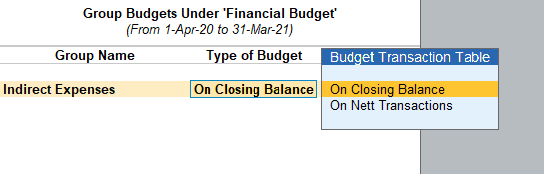 Group Budgets Under 'Financial Budget'
(From 1-Apr-20 to 31-Mar-21)
Group Name Type of Budget Budget Transaction Table
Indirect Expenses On Closing Balance On Closing Balance
On Nett Transactions